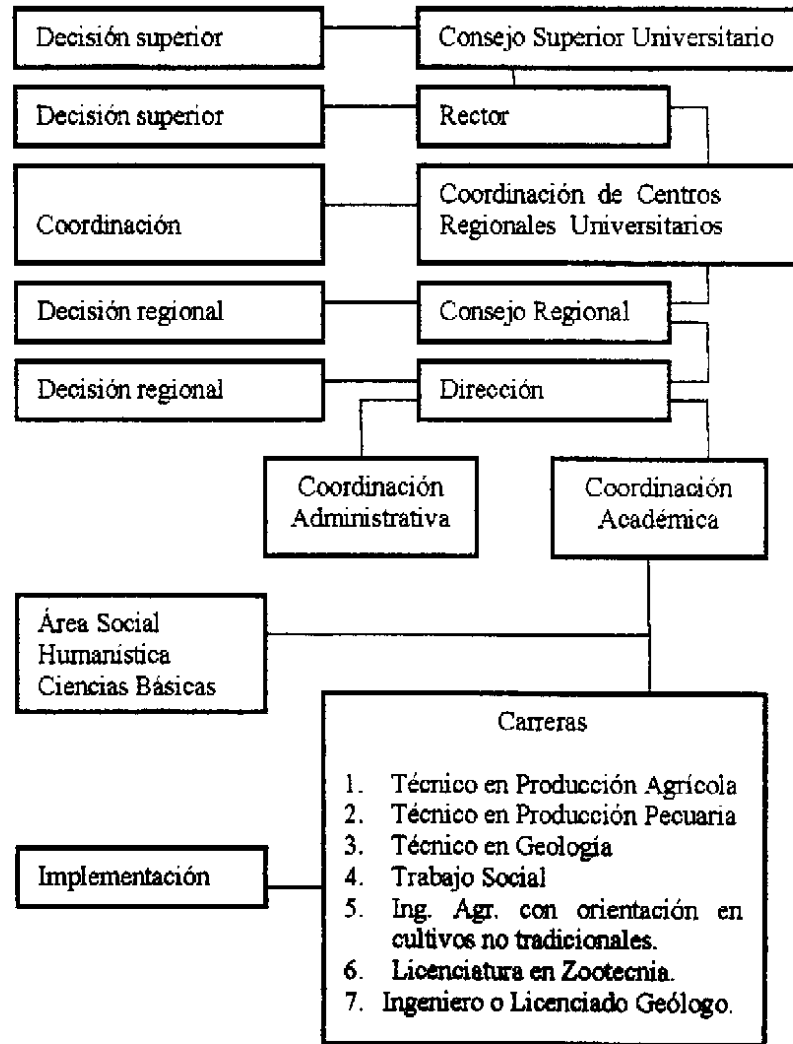 Decisión superior
Consejo Superior Universitario
Decisión superior
Rector
Coordinación
Coordinación de Centros
Regionales Universitarios
Decisión regional
Consejo Regional
Decisión regional
Dirección
Coordinación
Administrativa
Coordinación
Académica
Área Social
Humanística
Ciencias Básicas
Carreras
1. Técnico en Producción Agrícola
2. Técnico en Producción Pecuaria
3. Técnico en Geología
4. Trabajo Social
5. Ing. Agr. con orientación en
cultivos no tradicionales.
6. Licenciatura en Zootecnia.
7. Ingeniero o Licenciado Geólogo.
Implementación